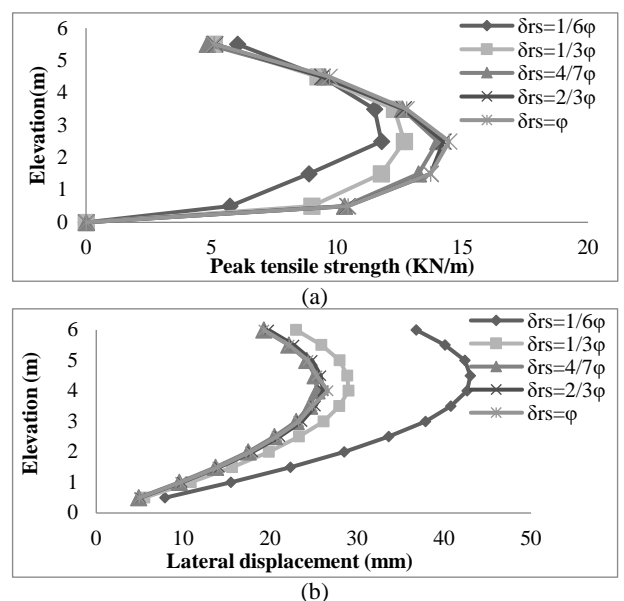 (a)
Elevation(m)
6
5
4
3
2
1
0
0 5 10 15 20
Peak tensile strength (KN/m)
δrs=1/6φ
δrs=1/3φ
δrs=4/7φ
δrs=2/3φ
δrs=φ
(b)
Elevation (m)
6
5
4
3
2
1
0
0 10 20 30 40 50
Lateral displacement (mm)
δrs=1/6φ
δrs=1/3φ
δrs=4/7φ
δrs=2/3φ
δrs=φ